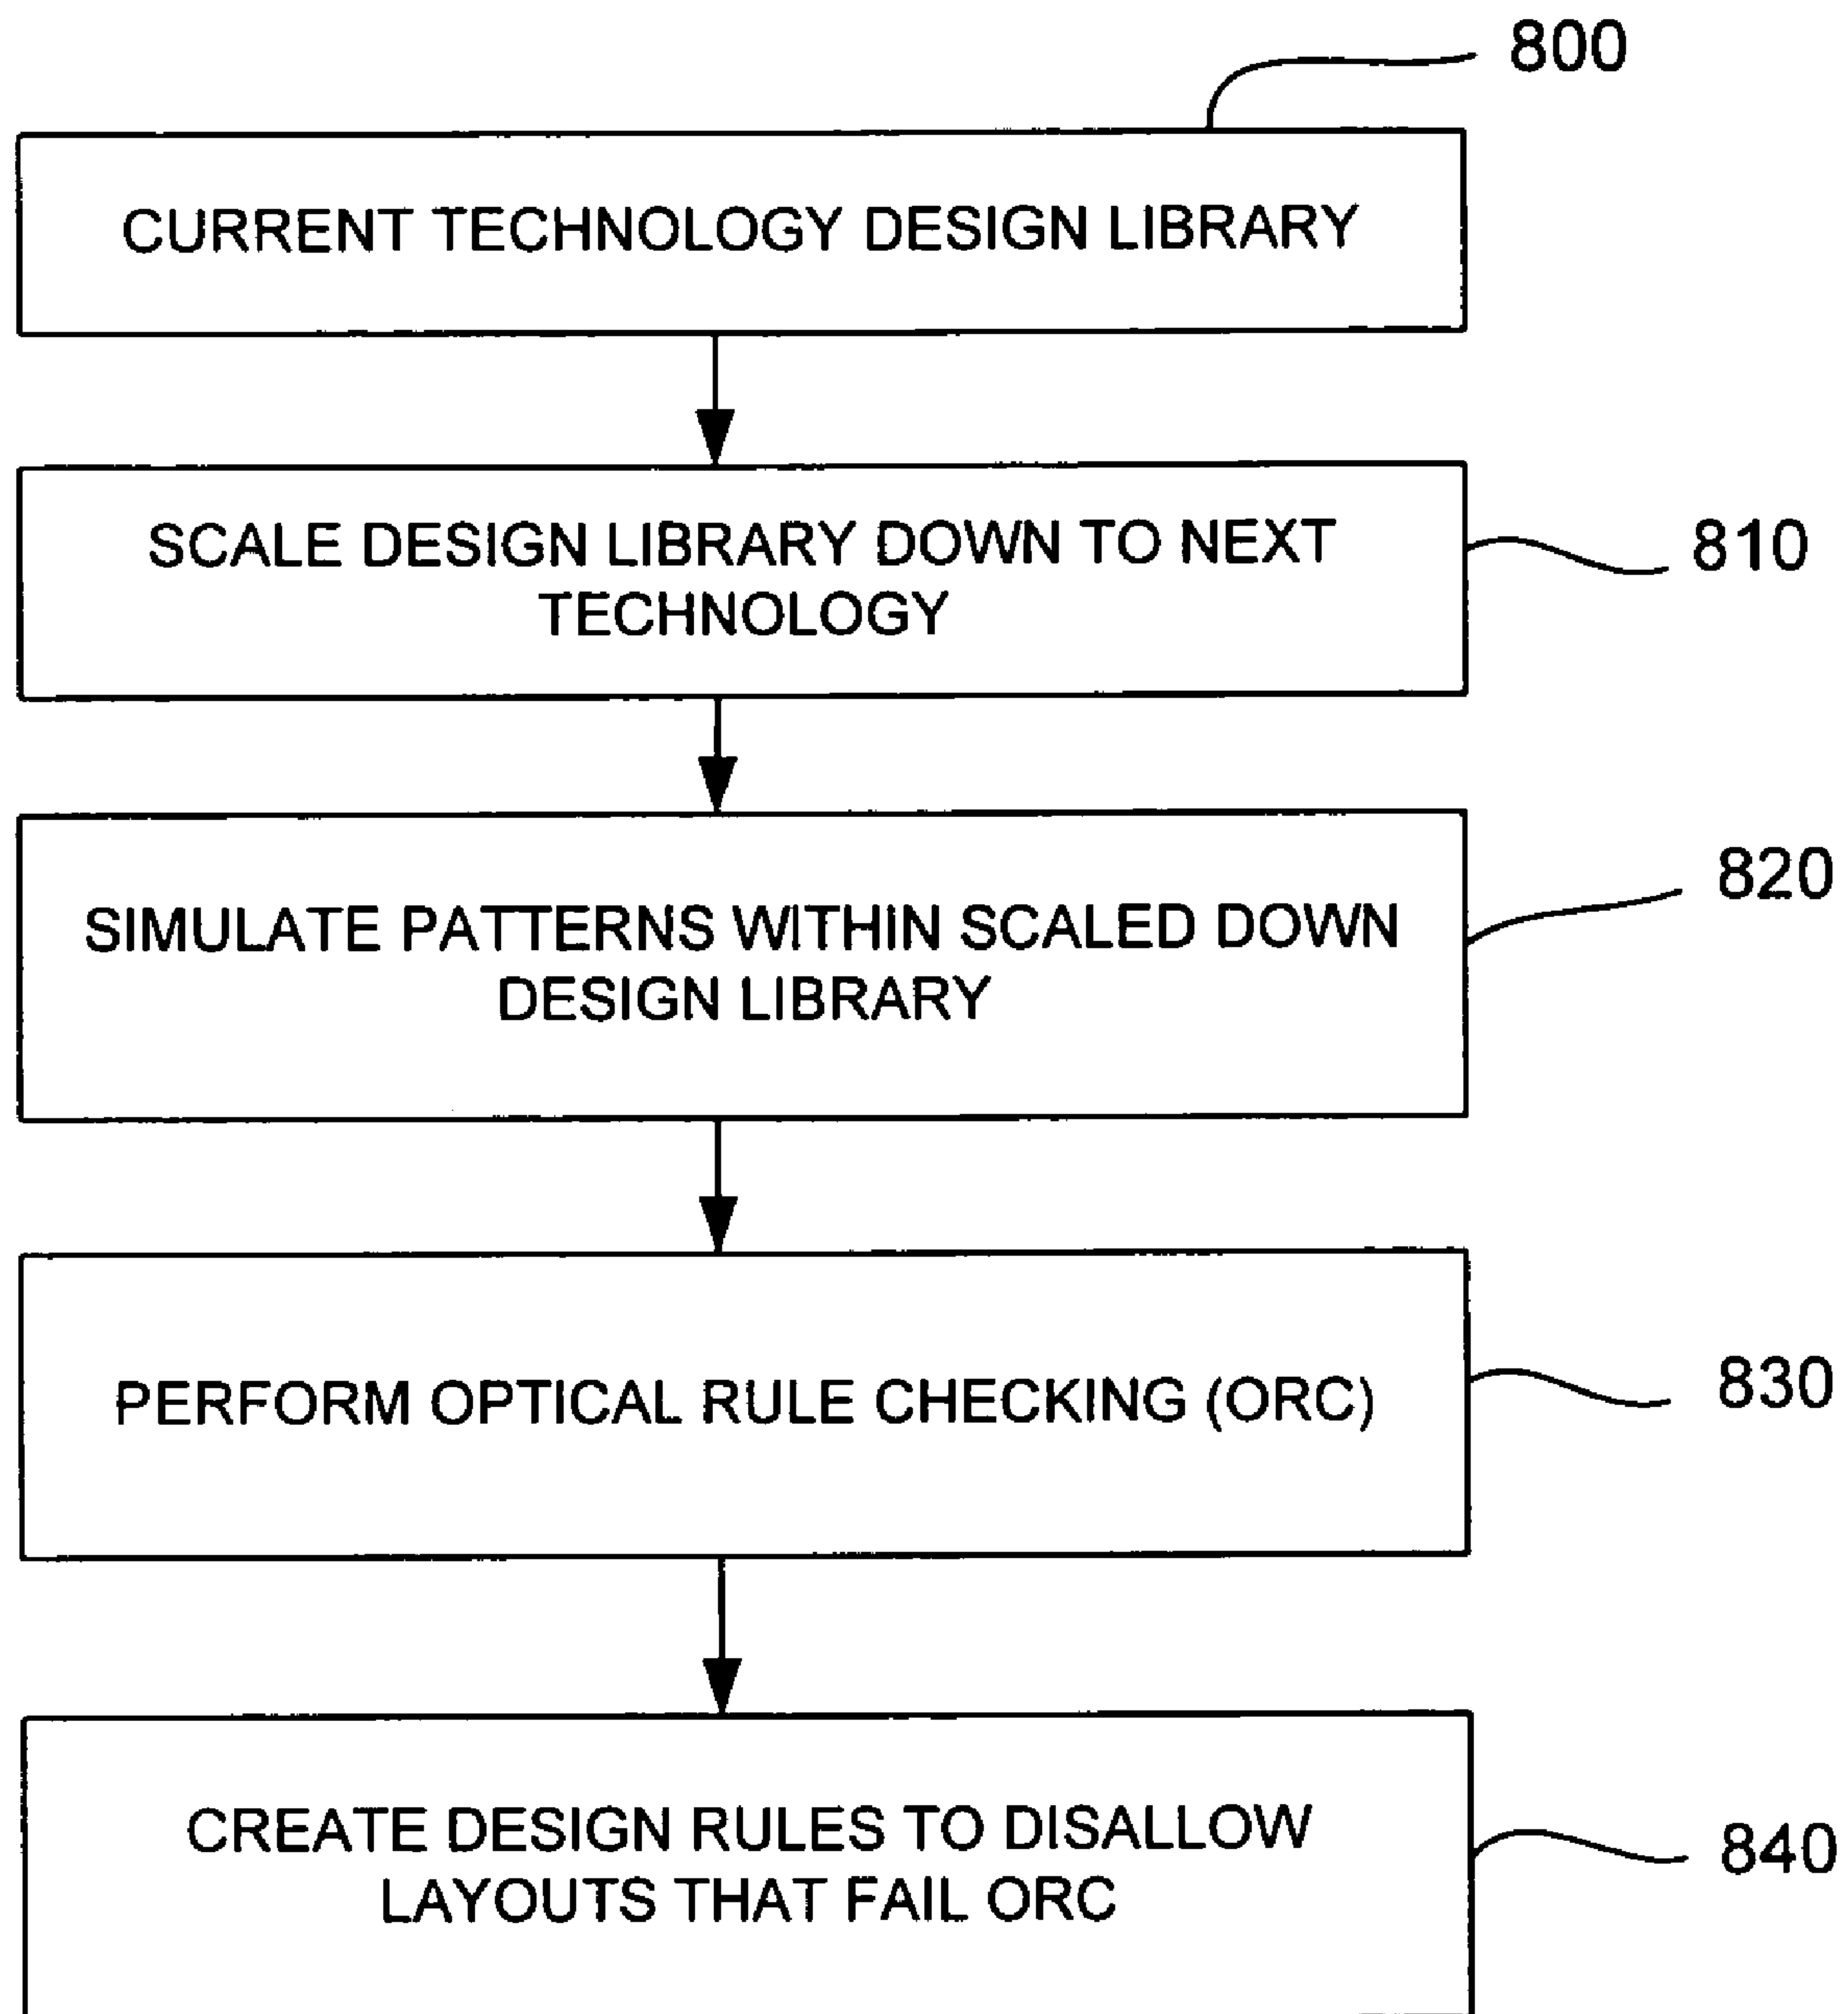 800
CURRENT TECHNOLOGY DESIGN LIBRARY
SCALE DESIGN LIBRARY DOWN TO NEXT
TECHNOLOGY
810
SIMULATE PATTERNS WITHIN SCALED DOWN
DESIGN LIBRARY
820
PERFORM OPTICAL RULE CHECKING (ORC)
830
CREATE DESIGN RULES TO DISALLOW
LAYOUTS THAT FAIL ORC
840